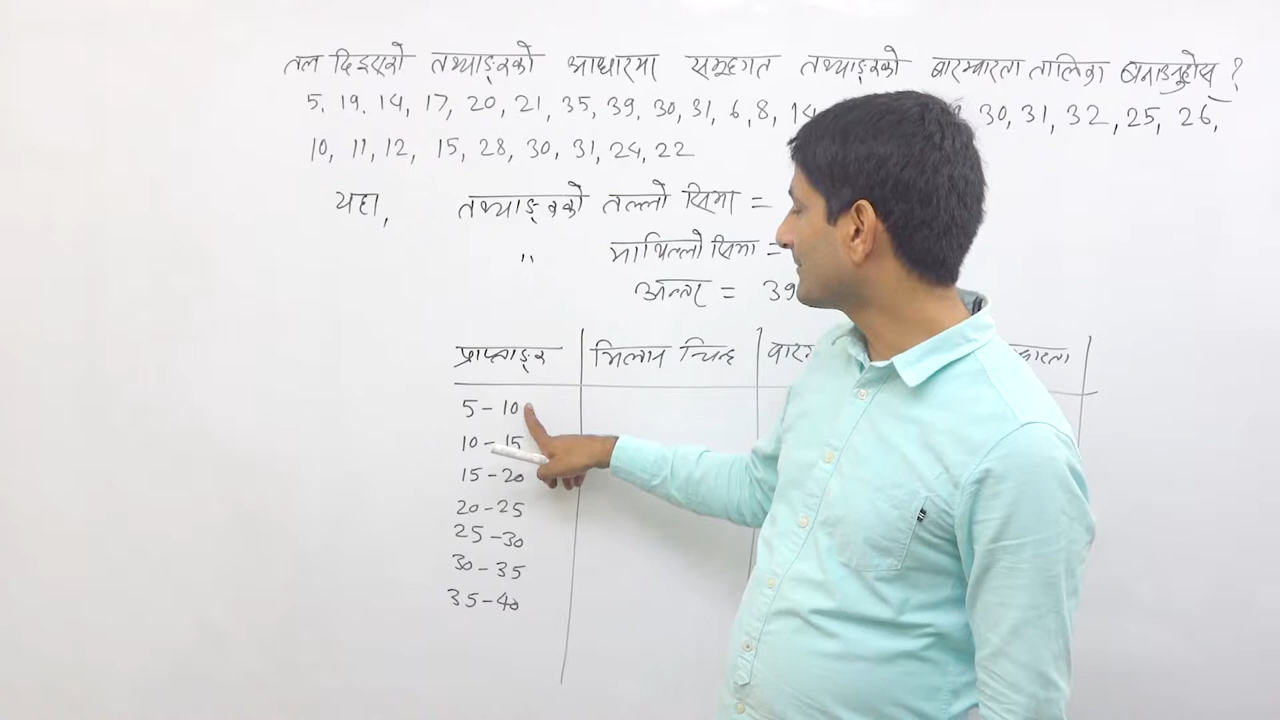 तल दिइएको तथ्याङ्कको आधारमा समूहगत तथ्याङ्कको बारम्बारता तालिका बनाउनुहोस् ?
5, 19, 14, 17, 20, 21, 35, 39, 30, 31, 6, 8, 14 30, 31, 32, 25, 26,
10, 11, 12, 15, 28, 30, 31, 24, 22
यहा, तथ्याङ्कको तल्लो सिमा =
" माथिल्लो सिमा =
अन्तर = 39
प्राप्ताङ्क मिलान चिन्ह
5 - 10
10 - 15
15 - 20
20 - 25
25 - 30
30 - 35
35 - 40